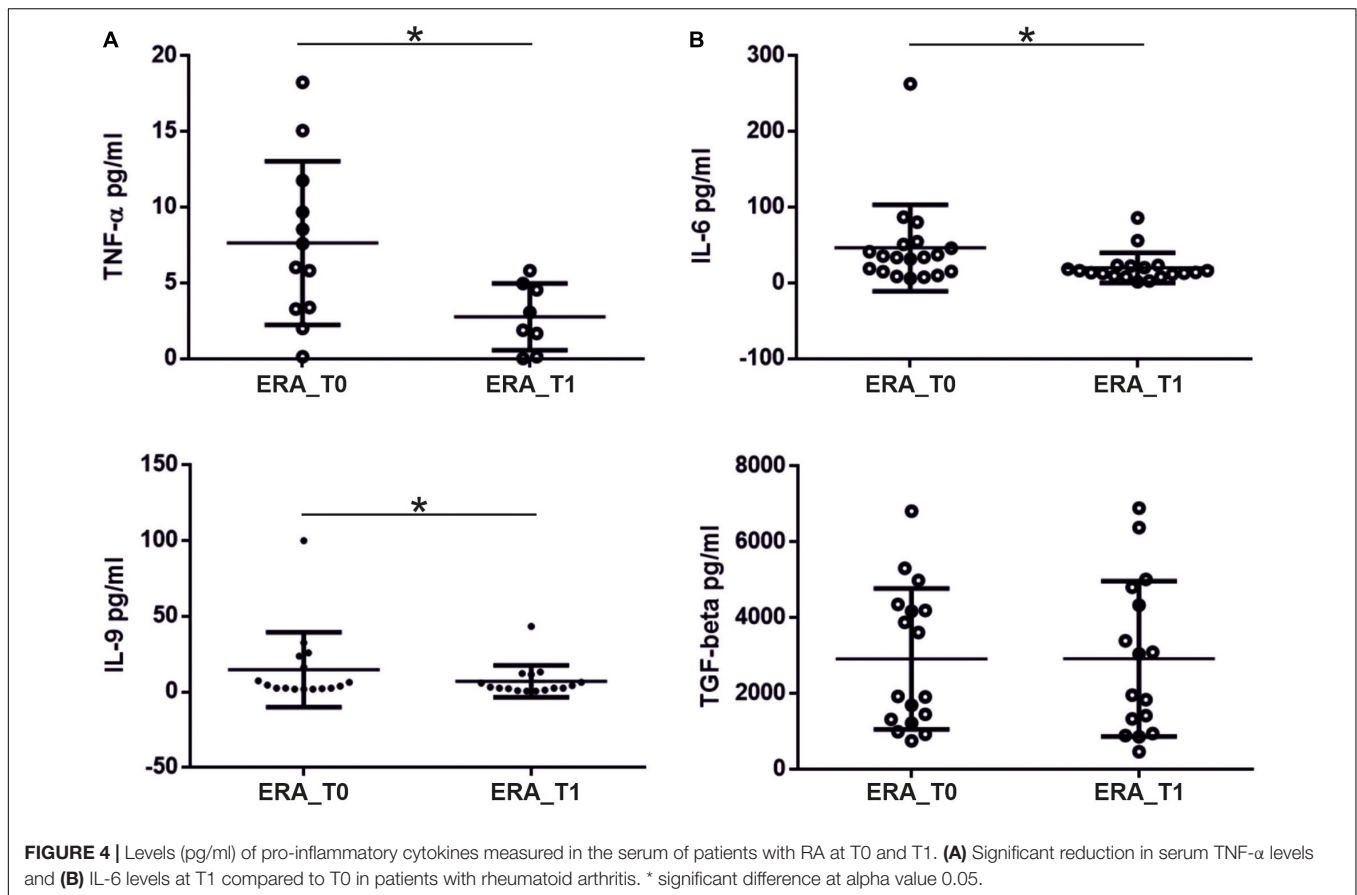 A
*
20
15
10
5
0
TNF-α pg/ml
ERA_T0 ERA_T1
B
*
300
200
100
0
-100
IL-6 pg/ml
ERA_T0 ERA_T1
*
150
100
50
0
-50
IL-9 pg/ml
ERA_T0 ERA_T1
8000
6000
4000
2000
0
TGF-beta pg/ml
ERA_T0 ERA_T1
FIGURE 4 | Levels (pg/ml) of pro-inflammatory cytokines measured in the serum of patients with RA at T0 and T1. (A) Significant reduction in serum TNF-α levels
and (B) IL-6 levels at T1 compared to T0 in patients with rheumatoid arthritis. * significant difference at alpha value 0.05.